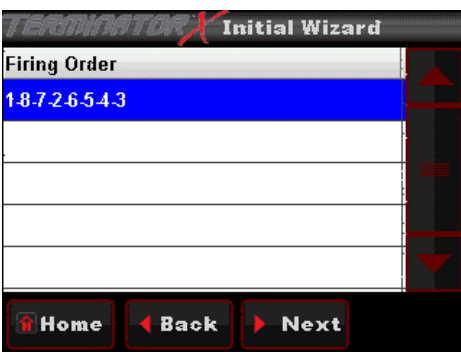 TERMINATOR X Initial Wizard
Firing Order
1-8-7-2-6-5-4-3
Home Back Next